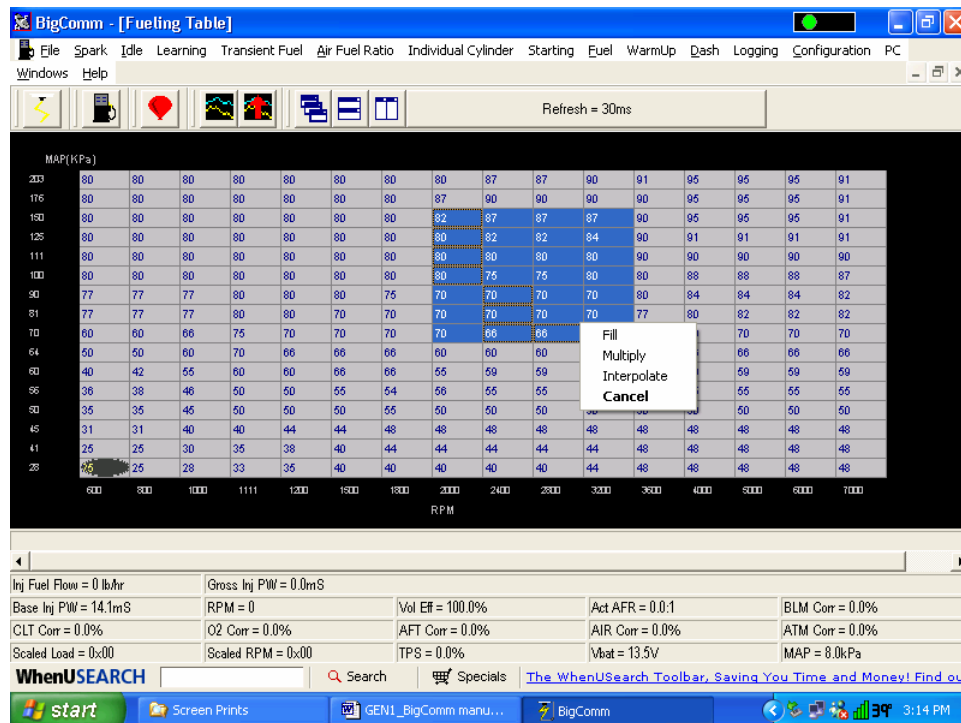 BigComm - [Fueling Table]
File Spark Idle Learning Transient Fuel Air Fuel Ratio Individual Cylinder Starting Fuel WarmUp Dash Logging Configuration PC
Windows Help
Refresh = 30ms
MAP(KPa)
203 80 80 80 80 80 80 80 80 87 87 90 91 95 95 95 91
176 80 80 80 80 80 80 80 87 90 90 90 90 95 95 95 91
150 80 80 80 80 80 80 80 82 87 87 87 90 95 95 95 91
125 80 80 80 80 80 80 80 80 82 82 84 90 91 91 91 91
111 80 80 80 80 80 80 80 80 80 80 80 90 90 90 90 90
100 80 80 80 80 80 80 80 80 75 75 80 80 88 88 88 87
90 77 77 77 80 80 80 75 70 70 70 70 80 84 84 84 82
81 77 77 77 80 80 70 70 70 70 70 70 77 80 82 82 82
70 60 60 66 75 70 70 70 70 66 66 70 70 70
64 50 50 60 70 66 66 66 60 60 60 66 66 66
60 40 42 55 60 60 66 66 55 59 59 59 59 59
56 36 38 46 50 50 55 54 56 55 55 55 55 55
50 35 35 45 50 50 50 55 50 50 50 50 50 50
45 31 31 40 40 44 44 48 48 48 48 48 48 48 48 48 48
41 25 25 30 35 38 40 44 44 44 44 44 48 48 48 48 48
28 25 25 28 33 35 40 40 40 40 40 44 48 48 48 48 48
600 800 1000 1111 1200 1500 1800 2000 2400 2800 3200 3600 4000 5000 6000 7000
RPM
Fill
Multiply
Interpolate
Cancel
Inj Fuel Flow = 0 lb/hr Gross Inj PW = 0.0mS
Base Inj PW = 14.1mS RPM = 0 Vol Eff = 100.0% Act AFR = 0.0:1 BLM Corr = 0.0%
CLT Corr = 0.0% O2 Corr = 0.0% AFT Corr = 0.0% AIR Corr = 0.0% ATM Corr = 0.0%
Scaled Load = 0x00 Scaled RPM = 0x00 TPS = 0.0% Vbat = 13.5V MAP = 8.0kPa
WhenUSEARCH Search Specials The WhenUSearch Toolbar, Saving You Time and Money! Find ou
start Screen Prints GEN1_BigComm manu... BigComm 39° 3:14 PM